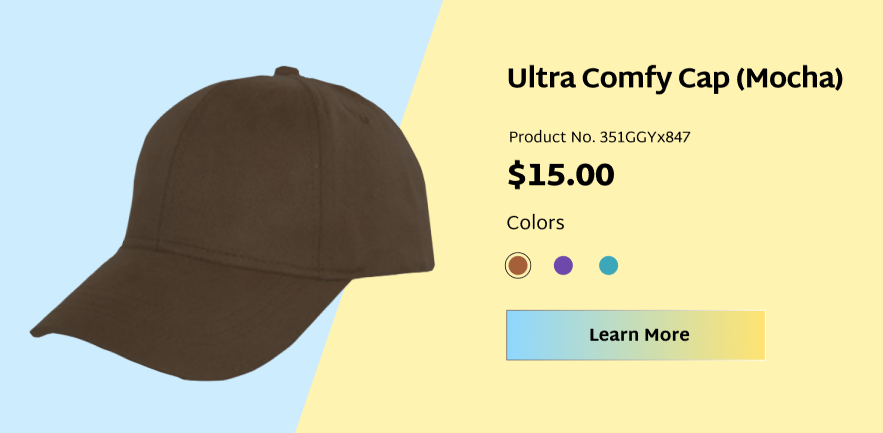 Ultra Comfy Cap (Mocha)
Product No. 351GGYx847
$15.00
Colors
Learn More